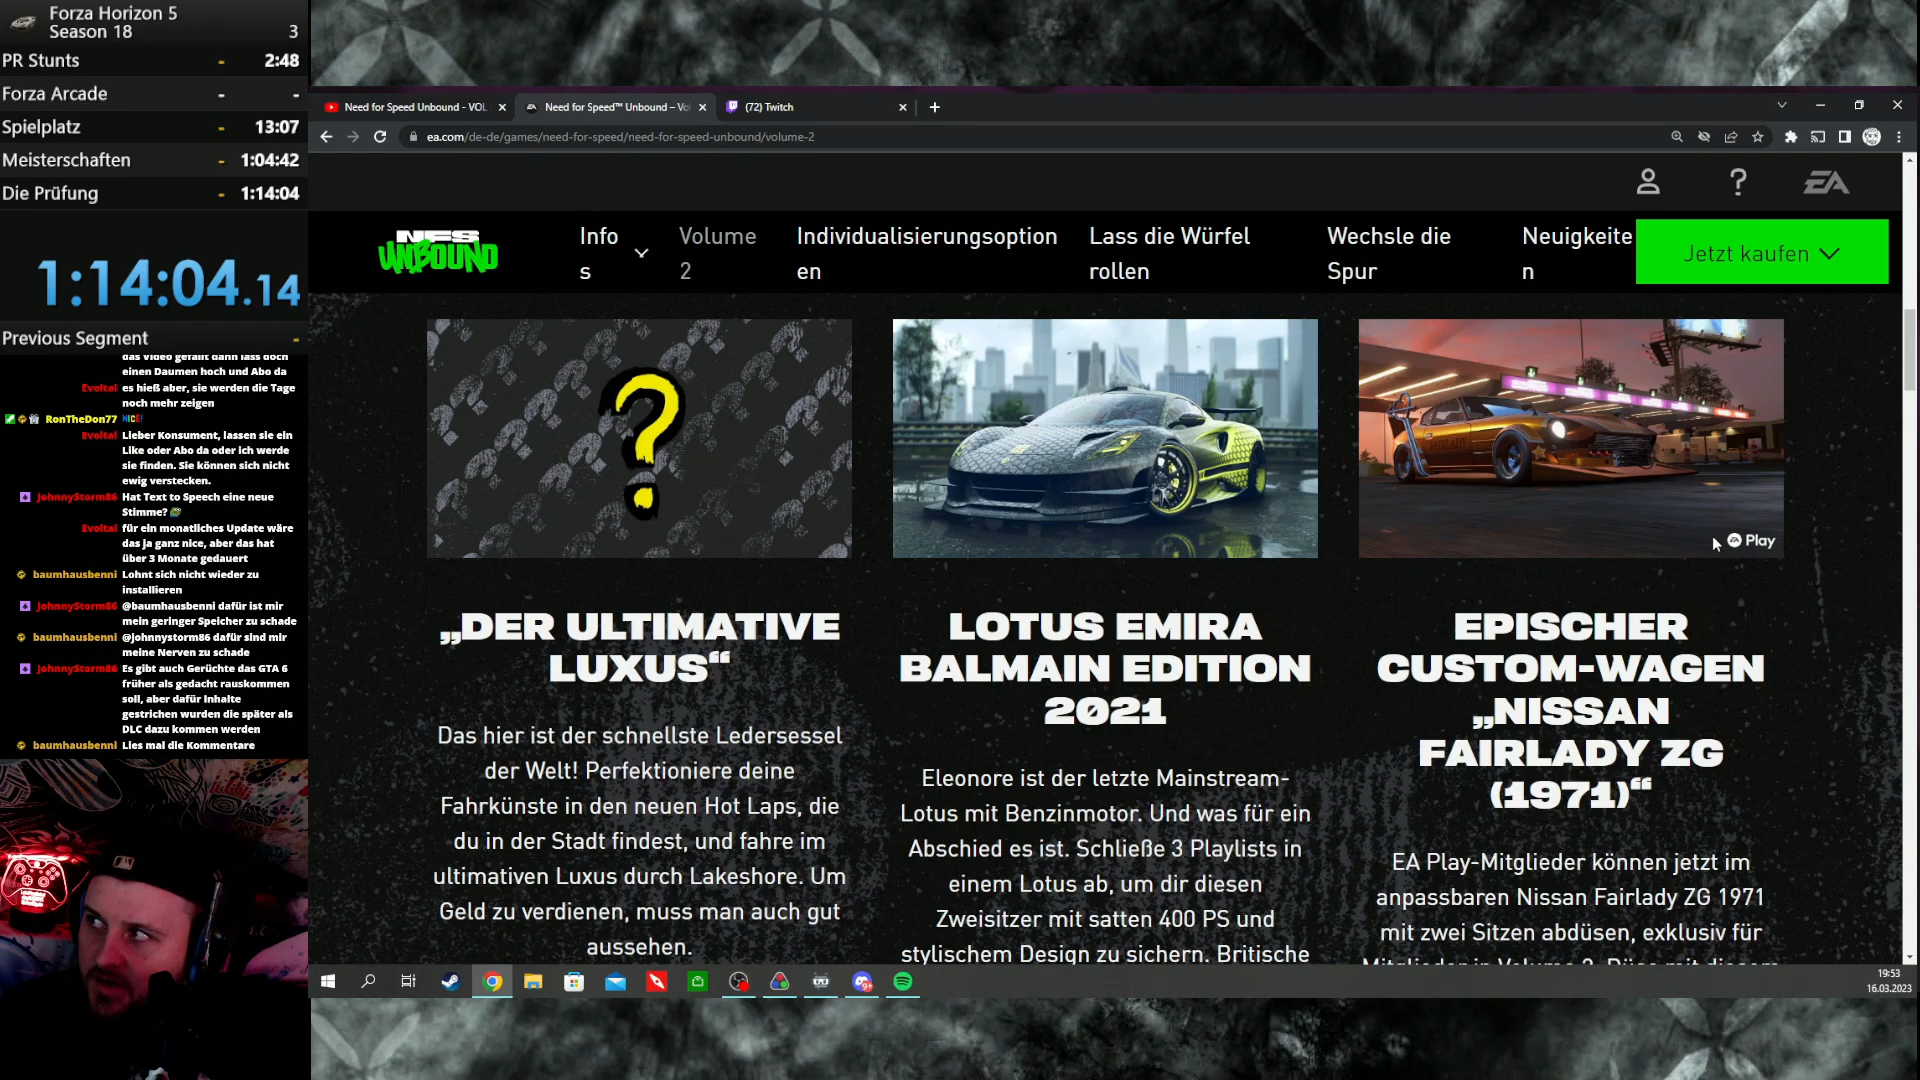 Forza Horizon 5
Season 18
3
PR Stunts - 2:48
Forza Arcade - -
Spielplatz - 13:07
Meisterschaften - 1:04:42
Die Prüfung - 1:14:04
1:14:04.14
Previous Segment -
das Video gefällt dann lass doch
einen Daumen hoch und Abo da
Evoltal es hieß aber, sie werden die Tage
noch mehr zeigen
RonTheDon77 NICE!
Evoltal Lieber Konsument, lassen sie ein
Like oder Abo da oder ich werde
sie finden. Sie können sich nicht
ewig verstecken.
JohnnyStorm86 Hat Text to Speech eine neue
Stimme?
Evoltal für ein monatliches Update wäre
das ja ganz nice, aber das hat
über 3 Monate gedauert
baumhausbenni Lohnt sich nicht wieder zu
installieren
JohnnyStorm86 @baumhausbenni dafür ist mir
mein geringer Speicher zu schade
baumhausbenni @johnnystorm86 dafür sind mir
meine Nerven zu schade
JohnnyStorm86 Es gibt auch Gerüchte das GTA 6
früher als gedacht rauskommen
soll, aber dafür Inhalte
gestrichen wurden die später als
DLC dazu kommen werden
baumhausbenni Lies mal die Kommentare
Need for Speed Unbound - VOL
Need for Speed™ Unbound – Vol
(72) Twitch
ea.com/de-de/games/need-for-speed/need-for-speed-unbound/volume-2
EA
NFS
UNBOUND
Info
s
Volume
2
Individualisierungsoption
en
Lass die Würfel
rollen
Wechsle die
Spur
Neuigkeite
n
Jetzt kaufen
?
EA Play
„DER ULTIMATIVE
LUXUS“
Das hier ist der schnellste Ledersessel
der Welt! Perfektioniere deine
Fahrkünste in den neuen Hot Laps, die
du in der Stadt findest, und fahre im
ultimativen Luxus durch Lakeshore. Um
Geld zu verdienen, muss man auch gut
aussehen.
LOTUS EMIRA
BALMAIN EDITION
2021
Eleonore ist der letzte Mainstream-
Lotus mit Benzinmotor. Und was für ein
Abschied es ist. Schließe 3 Playlists in
einem Lotus ab, um dir diesen
Zweisitzer mit satten 400 PS und
stylischem Design zu sichern. Britische
EPISCHER
CUSTOM-WAGEN
„NISSAN
FAIRLADY ZG
(1971)“
EA Play-Mitglieder können jetzt im
anpassbaren Nissan Fairlady ZG 1971
mit zwei Sitzen abdüsen, exklusiv für
19:53
16.03.2023